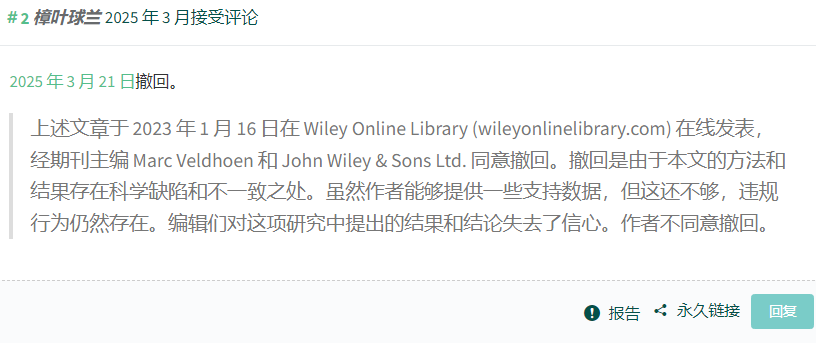 #2 樟叶球兰 2025 年 3 月接受评论
2025 年 3 月 21 日撤回。
上述文章于 2023 年 1 月 16 日在 Wiley Online Library (wileyonlinelibrary.com) 在线发表，
经期刊主编 Marc Veldhoen 和 John Wiley & Sons Ltd. 同意撤回。撤回是由于本文的方法和
结果存在科学缺陷和不一致之处。虽然作者能够提供一些支持数据，但这还不够，违规
行为仍然存在。编辑们对这项研究中提出的结果和结论失去了信心。作者不同意撤回。
报告 永久链接 回复